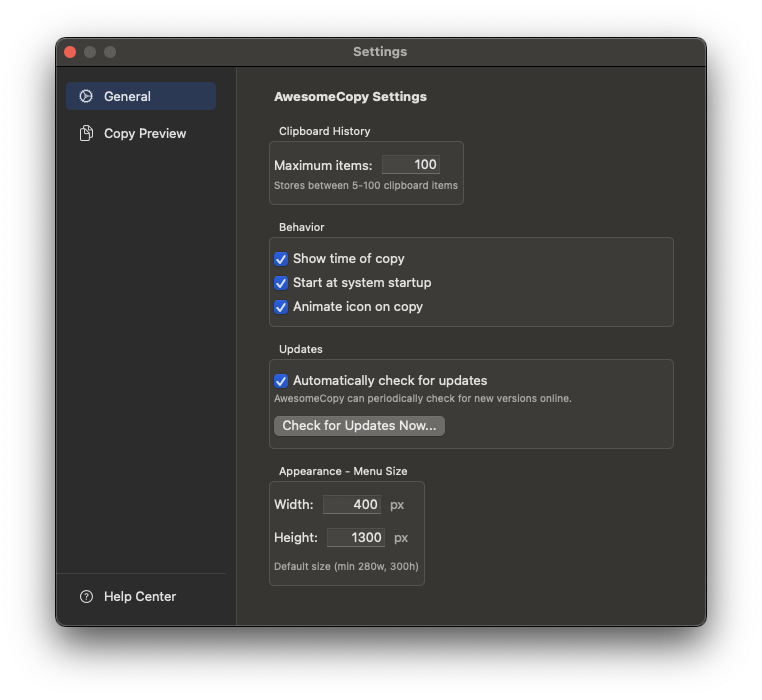 Settings
General
Copy Preview
Help Center
AwesomeCopy Settings
Clipboard History
Maximum items: 100
Stores between 5-100 clipboard items
Behavior
Show time of copy
Start at system startup
Animate icon on copy
Updates
Automatically check for updates
AwesomeCopy can periodically check for new versions online.
Check for Updates Now...
Appearance - Menu Size
Width: 400 px
Height: 1300 px
Default size (min 280w, 300h)